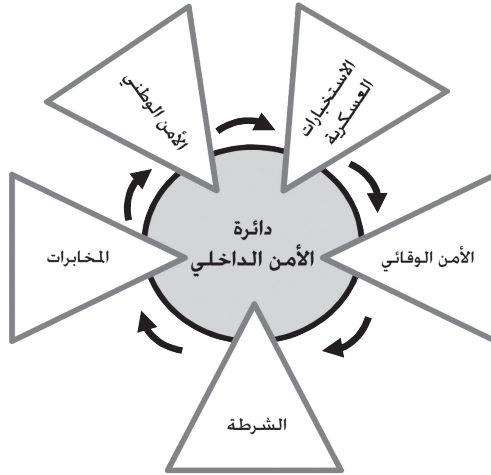 الاستخبارات
العسكرية
الأمن الوطني
دائرة
الأمن الداخلي
الأمن الوقائي
المخابرات
الشرطة